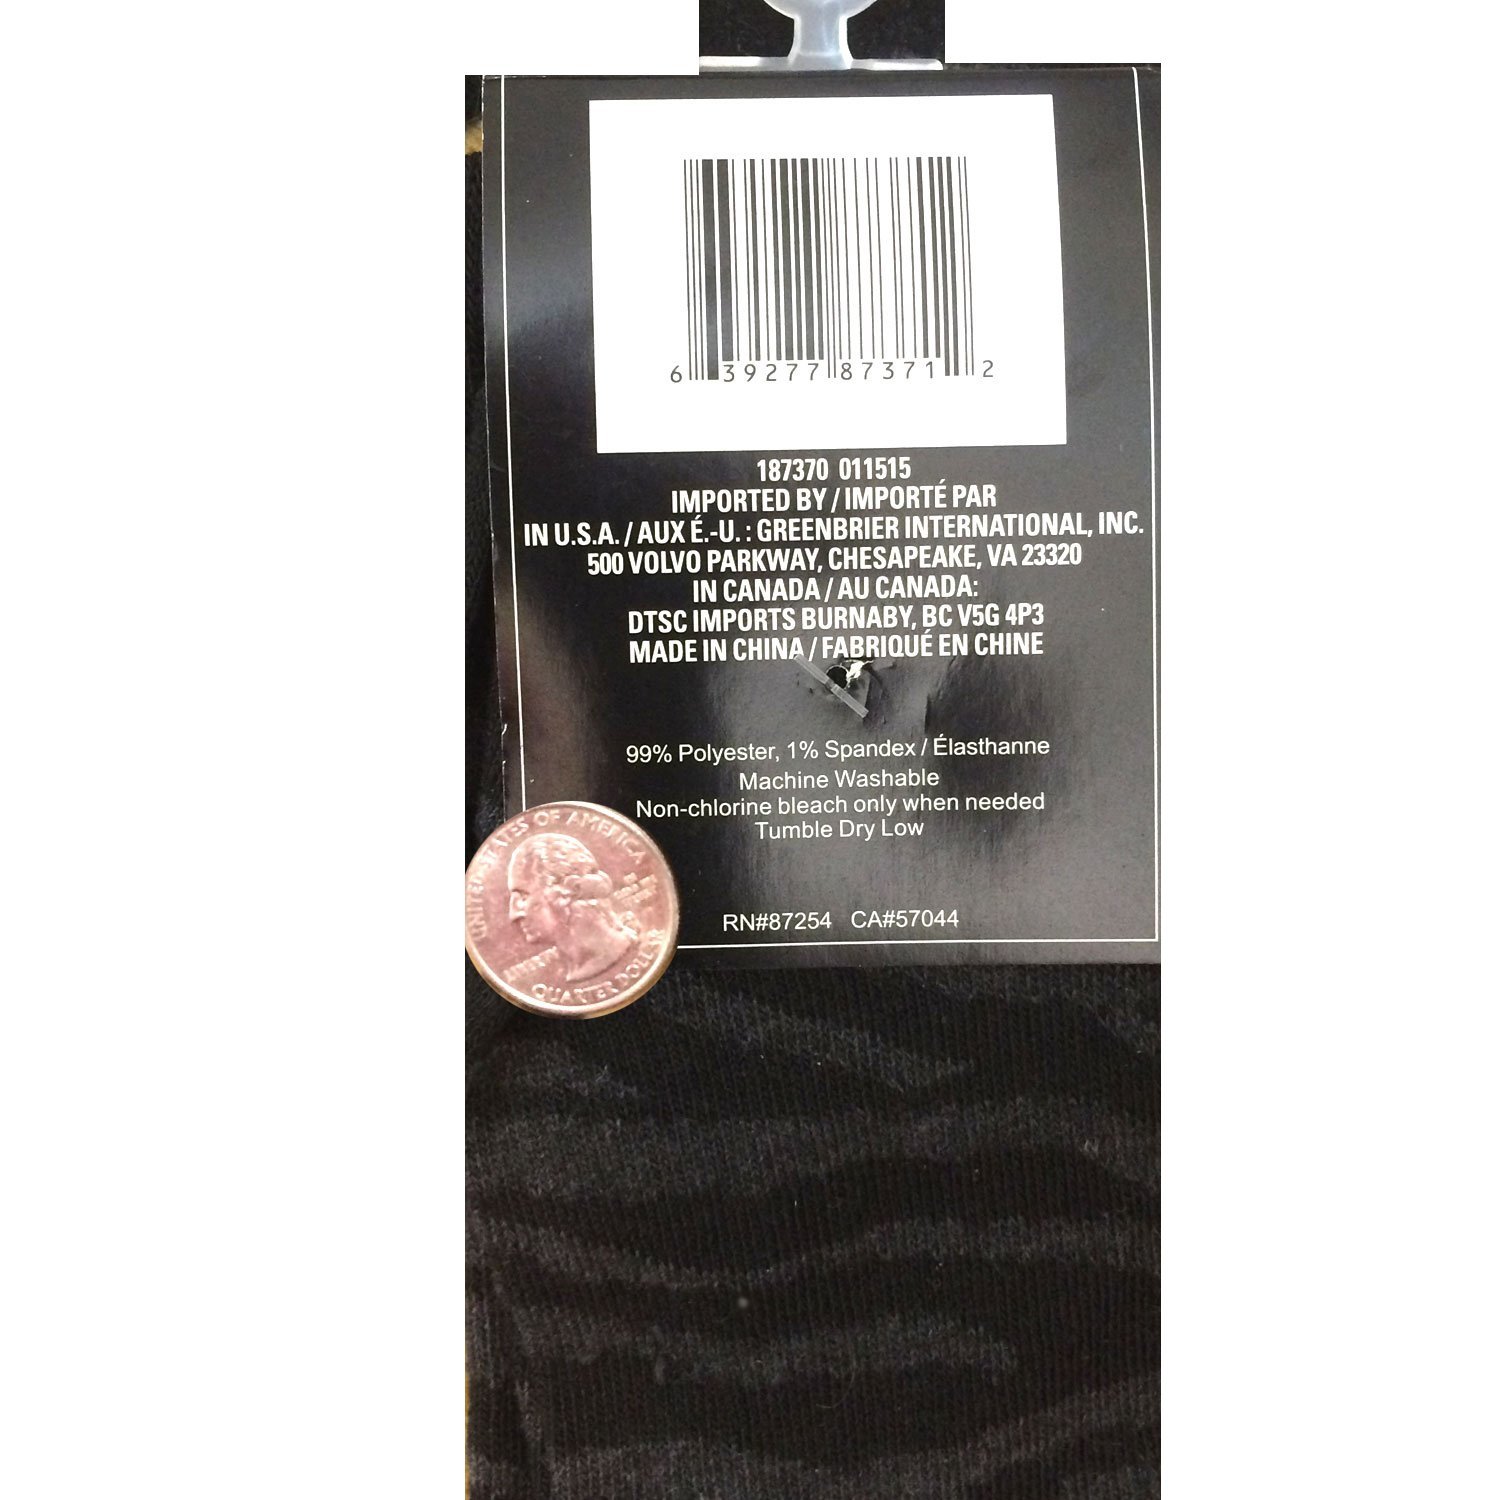 6 39277 87371 2
187370 011515
IMPORTED BY / IMPORTÉ PAR
IN U.S.A. / AUX É.-U. : GREENBRIER INTERNATIONAL, INC.
500 VOLVO PARKWAY, CHESAPEAKE, VA 23320
IN CANADA / AU CANADA:
DTSC IMPORTS BURNABY, BC V5G 4P3
MADE IN CHINA / FABRIQUÉ EN CHINE
99% Polyester, 1% Spandex / Élasthanne
Machine Washable
Non-chlorine bleach only when needed
Tumble Dry Low
RN#87254 CA#57044
UNITED STATES OF AMERICA
LIBERTY
QUARTER DOLLAR